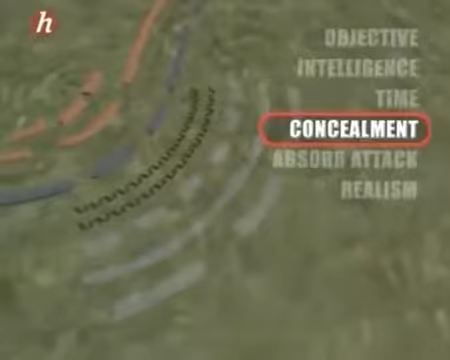 h
OBJECTIVE
INTELLIGENCE
TIME
CONCEALMENT
ABSORB ATTACK
REALISM